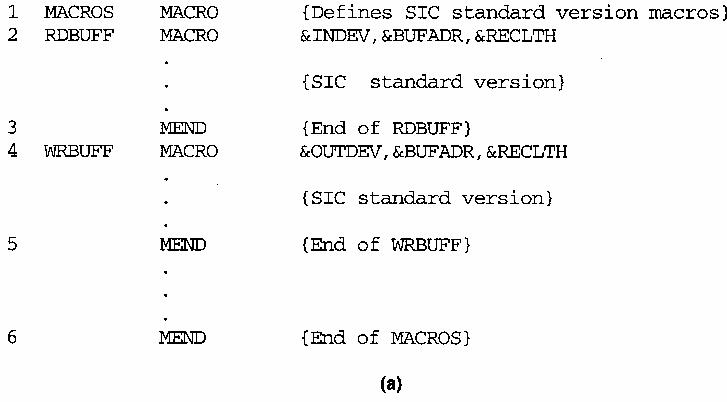 1 MACROS MACRO {Defines SIC standard version macros}
2 RDBUFF MACRO &INDEV,&BUFADR,&RECLTH
.
. {SIC standard version}
.
3 MEND {End of RDBUFF}
4 WRBUFF MACRO &OUTDEV,&BUFADR,&RECLTH
.
. {SIC standard version}
.
5 MEND {End of WRBUFF}
.
.
.
6 MEND {End of MACROS}
(a)